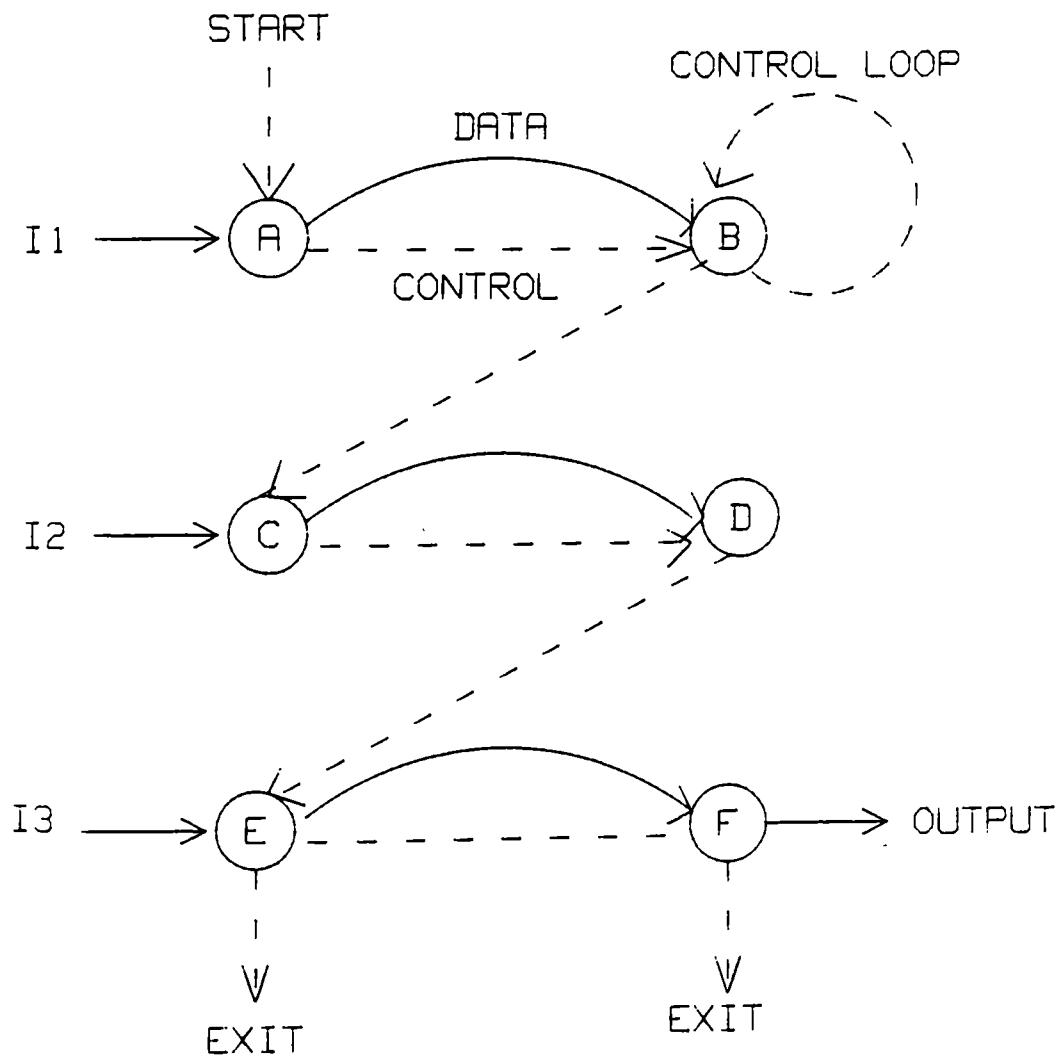 START
CONTROL LOOP
DATA
I1
A
B
CONTROL
I2
C
D
I3
E
F
OUTPUT
EXIT
EXIT